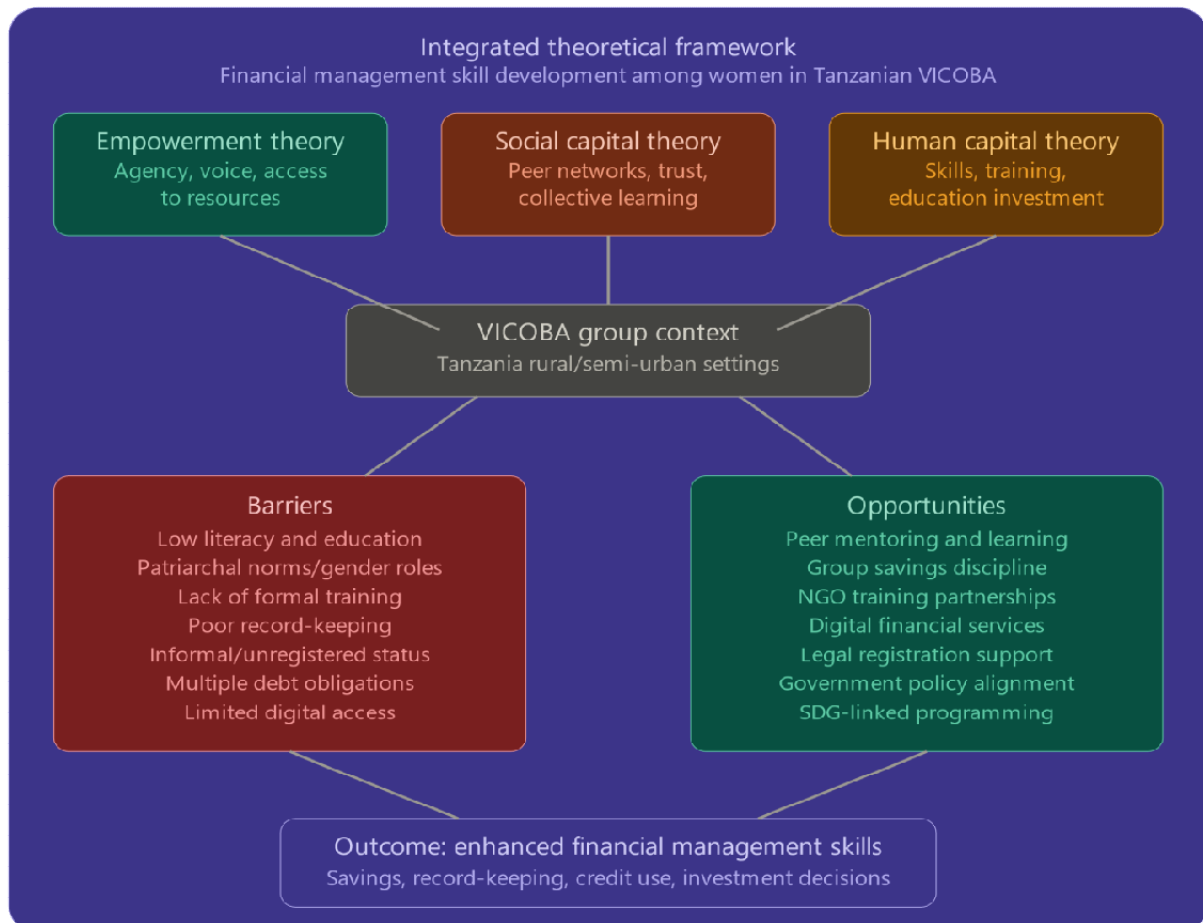 Integrated theoretical framework
Financial management skill development among women in Tanzanian VICOBA
Empowerment theory
Agency, voice, access
to resources
Social capital theory
Peer networks, trust,
collective learning
Human capital theory
Skills, training,
education investment
VICOBA group context
Tanzania rural/semi-urban settings
Barriers
Low literacy and education
Patriarchal norms/gender roles
Lack of formal training
Poor record-keeping
Informal/unregistered status
Multiple debt obligations
Limited digital access
Opportunities
Peer mentoring and learning
Group savings discipline
NGO training partnerships
Digital financial services
Legal registration support
Government policy alignment
SDG-linked programming
Outcome: enhanced financial management skills
Savings, record-keeping, credit use, investment decisions